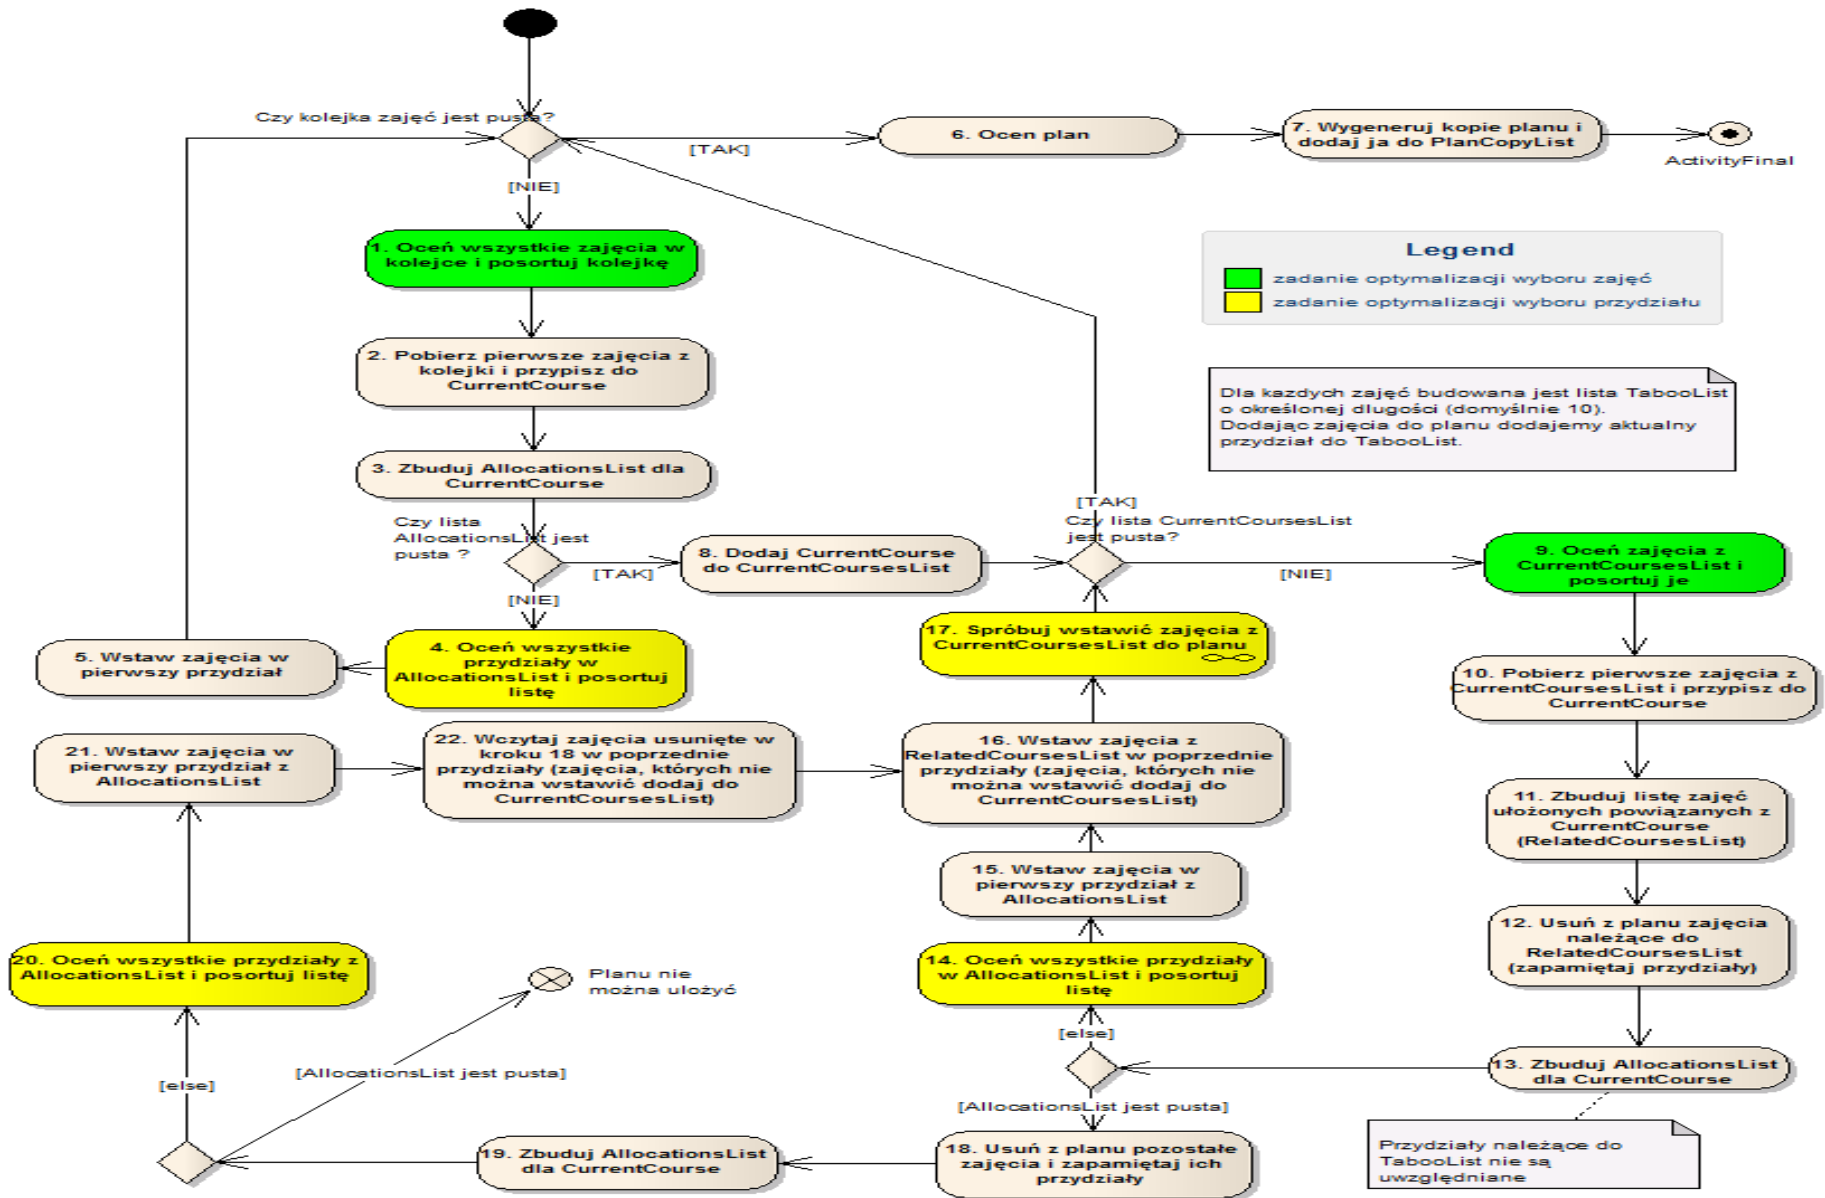 Czy kolejka zajęć jest pusta?
[TAK]
6. Ocen plan
7. Wygeneruj kopie planu i
dodaj ja do PlanCopyList
ActivityFinal
[NIE]
1. Oceń wszystkie zajęcia w
kolejce i posortuj kolejkę
Legend
zadanie optymalizacji wyboru zajęć
zadanie optymalizacji wyboru przydziału
2. Pobierz pierwsze zajęcia z
kolejki i przypisz do
CurrentCourse
Dla kazdych zajęć budowana jest lista TabooList
o określonej dlugości (domyślnie 10).
Dodając zajęcia do planu dodajemy aktualny
przydział do TabooList.
3. Zbuduj AllocationsList dla
CurrentCourse
Czy lista
AllocationsList jest
pusta ?
[TAK]
[NIE]
8. Dodaj CurrentCourse
do CurrentCoursesList
[TAK]
Czy lista CurrentCoursesList
jest pusta?
[NIE]
9. Oceń zajęcia z
CurrentCoursesList i
posortuj je
4. Oceń wszystkie
przydziały w
AllocationsList i posortuj
listę
5. Wstaw zajęcia w
pierwszy przydział
17. Spróbuj wstawić zajęcia z
CurrentCoursesList do planu
10. Pobierz pierwsze zajęcia z
CurrentCoursesList i przypisz do
CurrentCourse
21. Wstaw zajęcia w
pierwszy przydział z
AllocationsList
22. Wczytaj zajęcia usunięte w
kroku 18 w poprzednie
przydziały (zajęcia, których nie
można wstawić dodaj do
CurrentCoursesList)
16. Wstaw zajęcia z
RelatedCoursesList w poprzednie
przydziały (zajęcia, których nie
można wstawić dodaj do
CurrentCoursesList)
11. Zbuduj listę zajęć
ułożonych powiązanych z
CurrentCourse
(RelatedCoursesList)
15. Wstaw zajęcia w
pierwszy przydział z
AllocationsList
12. Usuń z planu zajęcia
należące do
RelatedCoursesList
(zapamiętaj przydziały)
20. Oceń wszystkie przydziały z
AllocationsList i posortuj listę
Planu nie
można ulożyć
14. Oceń wszystkie przydziały
w AllocationsList i posortuj
listę
[else]
13. Zbuduj AllocationsList
dla CurrentCourse
[else]
[AllocationsList jest pusta]
[AllocationsList jest pusta]
19. Zbuduj AllocationsList
dla CurrentCourse
18. Usuń z planu pozostałe
zajęcia i zapamiętaj ich
przydziały
Przydziały należące do
TabooList nie są
uwzględniane